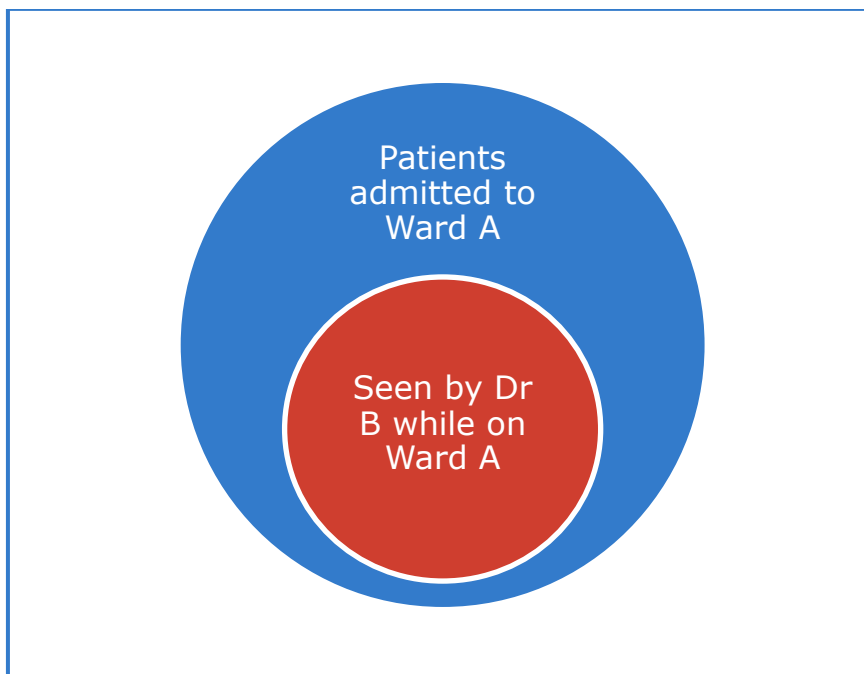 Patients
admitted to
Ward A
Seen by Dr
B while on
Ward A